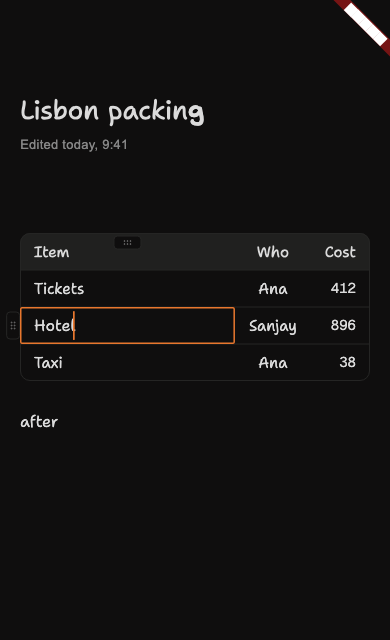 Lisbon packing
Edited today, 9:41
Item Who Cost
Tickets Ana 412
Hotel Sanjay 896
Taxi Ana 38
after